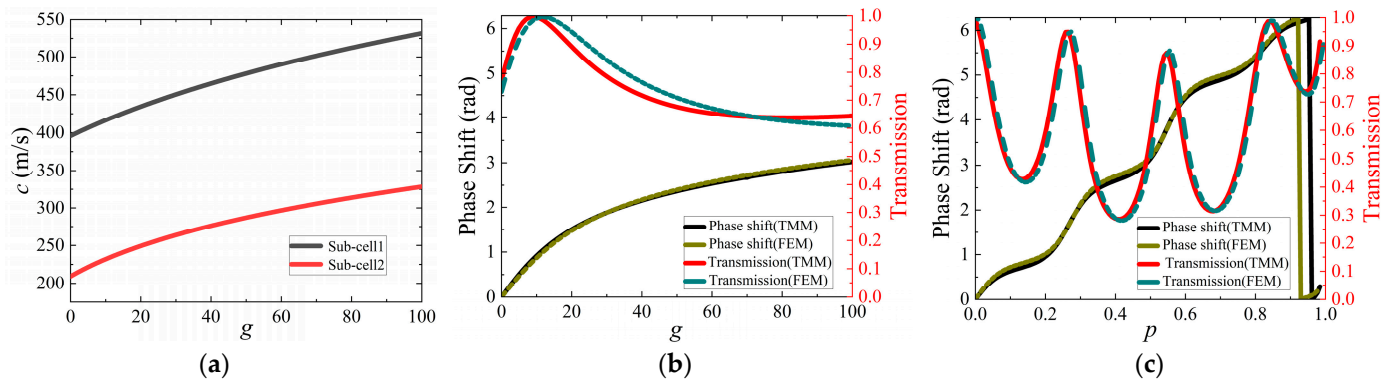 550
500
450
400
350
300
250
200
c (m/s)
Sub-cell1
Sub-cell2
0 20 40 60 80 100
g
(a)
6
5
4
3
2
1
0
Phase Shift (rad)
Phase shift(TMM)
Phase shift(FEM)
Transmission(TMM)
Transmission(FEM)
1.0
0.9
0.8
0.7
0.6
0.5
0.4
0.3
0.2
0.1
0.0
Transmission
0 20 40 60 80 100
g
(b)
6
5
4
3
2
1
0
Phase Shift (rad)
Phase shift(TMM)
Phase shift(FEM)
Transmission(TMM)
Transmission(FEM)
1.0
0.9
0.8
0.7
0.6
0.5
0.4
0.3
0.2
0.1
0.0
Transmission
0.0 0.2 0.4 0.6 0.8 1.0
p
(c)